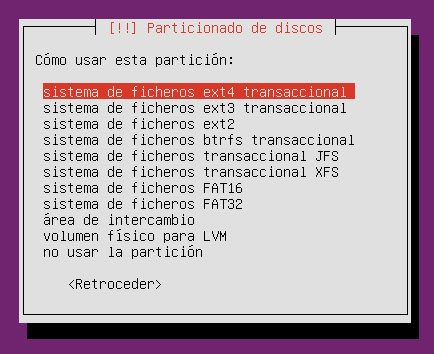 [!!] Particionado de discos
Cómo usar esta partición:
sistema de ficheros ext4 transaccional
sistema de ficheros ext3 transaccional
sistema de ficheros ext2
sistema de ficheros btrfs transaccional
sistema de ficheros transaccional JFS
sistema de ficheros transaccional XFS
sistema de ficheros FAT16
sistema de ficheros FAT32
área de intercambio
volumen físico para LVM
no usar la partición
<Retroceder>